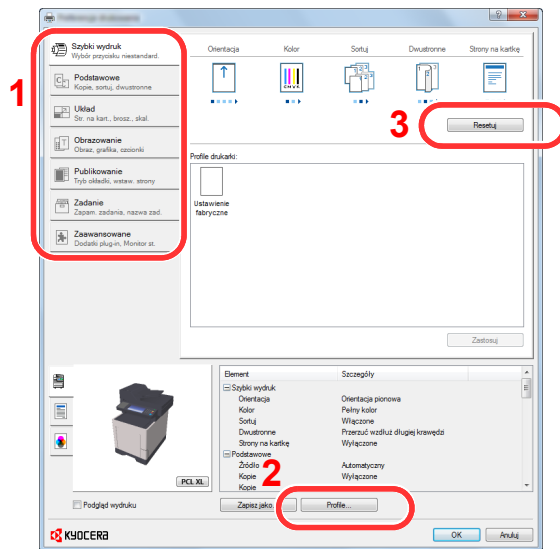 Szybki wydruk
Wybór przycisku niestandard.
Podstawowe
Kopie, sortuj, dwustronne
Układ
Str. na kart., brosz., skal.
Obrazowanie
Obraz, grafika, czcionki
Publikowanie
Tryb okładki, wstaw. strony
Zadanie
Zapam. zadania, nazwa zad.
Zaawansowane
Dodatki plug-in, Monitor st.
1
Orientacja Kolor Sortuj Dwustronne Strony na kartkę
CMYK
3
Resetuj
Profile drukarki:
Ustawienie
fabryczne
Zastosuj
Element Szczegóły
Szybki wydruk
Orientacja Orientacja pionowa
Kolor Pełny kolor
Sortuj Włączone
Dwustronne Przerzuć wzdłuż długiej krawędzi
Strony na kartkę Wyłączone
Podstawowe
Źródło Automatyczny
Kopie Wyłączone
Kopie
2
PCL XL
Podgląd wydruku
Zapisz jako...
Profile...
KYOCERA
OK Anuluj